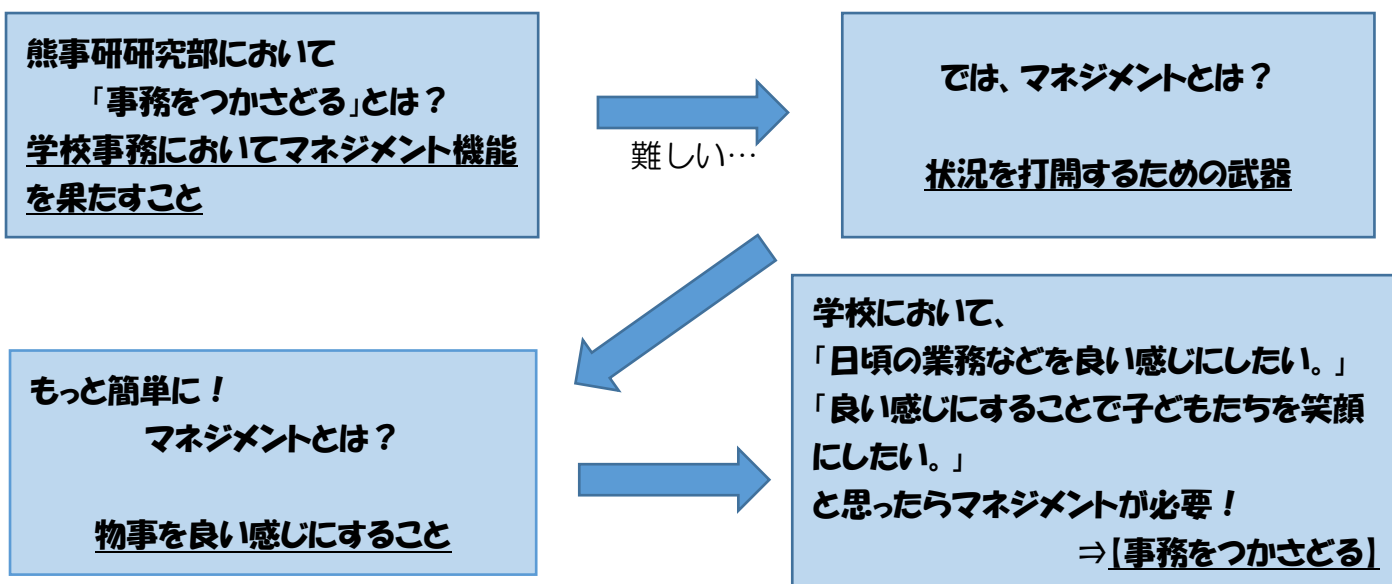 熊事研研究部において
「事務をつかさどる」とは？
学校事務においてマネジメント機能
を果たすこと
難しい…
では、マネジメントとは？
状況を打開するための武器
もっと簡単に！
マネジメントとは？
物事を良い感じにすること
学校において、
「日頃の業務などを良い感じにしたい。」
「良い感じにすることで子どもたちを笑顔
にしたい。」
と思ったらマネジメントが必要！
⇒【事務をつかさどる】